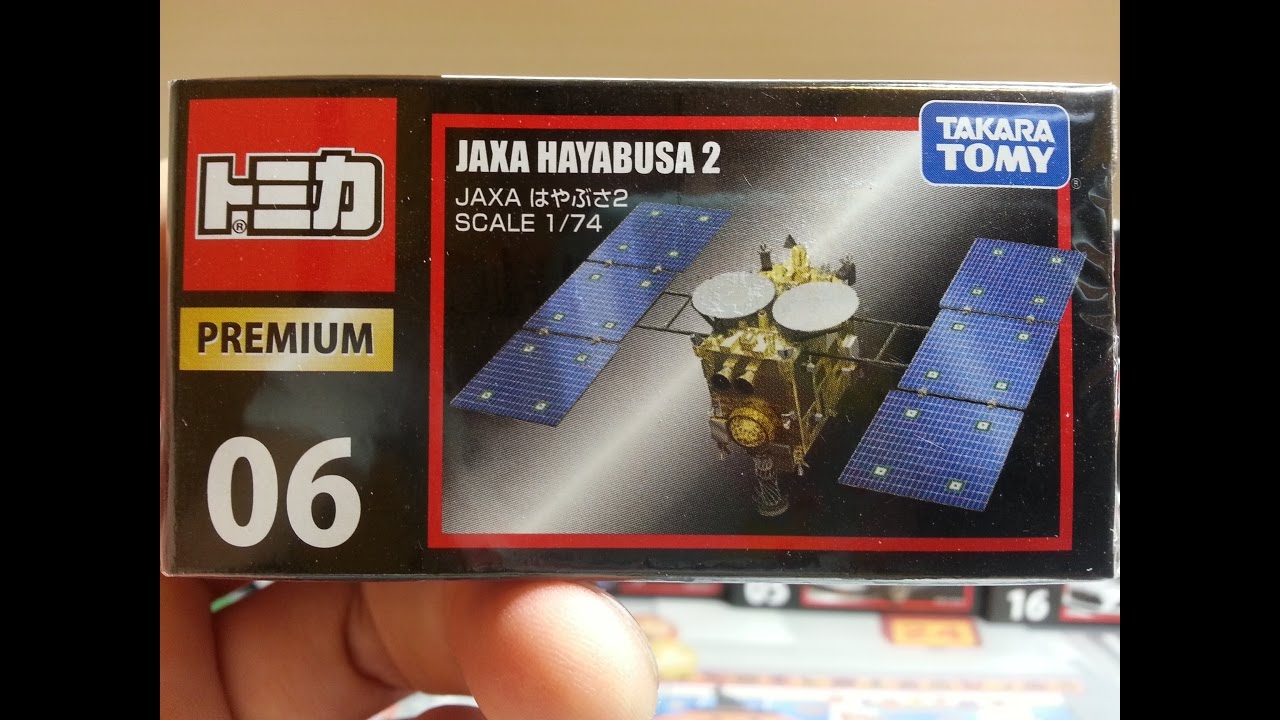 トミカ
PREMIUM
06
JAXA HAYABUSA 2
JAXA はやぶさ2
SCALE 1/74
TAKARA
TOMY
16